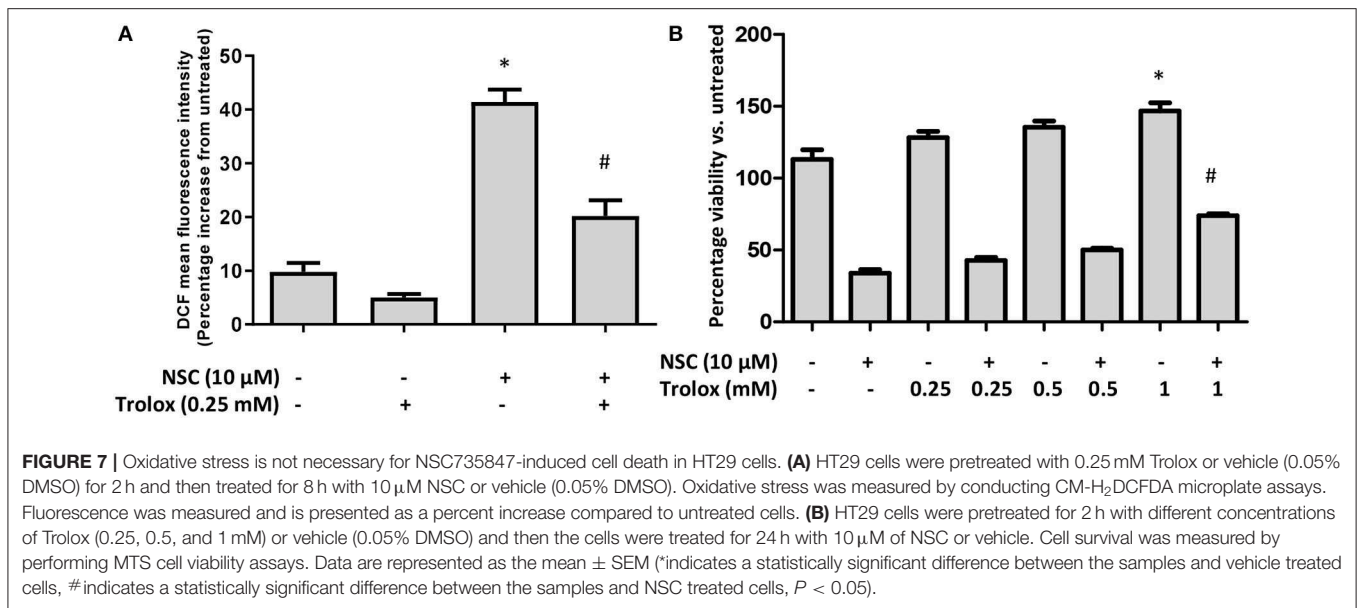 A
DCF mean fluorescence intensity
(Percentage increase from untreated)
50
40
30
20
10
0
*
#
NSC (10 µM) - - + +
Trolox (0.25 mM) - + - +
B
Percentage viability vs. untreated
200
150
100
50
0
*
#
NSC (10 µM) - + - + - + - +
Trolox (mM) - - 0.25 0.25 0.5 0.5 1 1
FIGURE 7 | Oxidative stress is not necessary for NSC735847-induced cell death in HT29 cells. (A) HT29 cells were pretreated with 0.25 mM Trolox or vehicle (0.05%
DMSO) for 2 h and then treated for 8 h with 10 µM NSC or vehicle (0.05% DMSO). Oxidative stress was measured by conducting CM-H₂DCFDA microplate assays.
Fluorescence was measured and is presented as a percent increase compared to untreated cells. (B) HT29 cells were pretreated for 2 h with different concentrations
of Trolox (0.25, 0.5, and 1 mM) or vehicle (0.05% DMSO) and then the cells were treated for 24 h with 10 µM of NSC or vehicle. Cell survival was measured by
performing MTS cell viability assays. Data are represented as the mean ± SEM (*indicates a statistically significant difference between the samples and vehicle treated
cells, #indicates a statistically significant difference between the samples and NSC treated cells, P < 0.05).